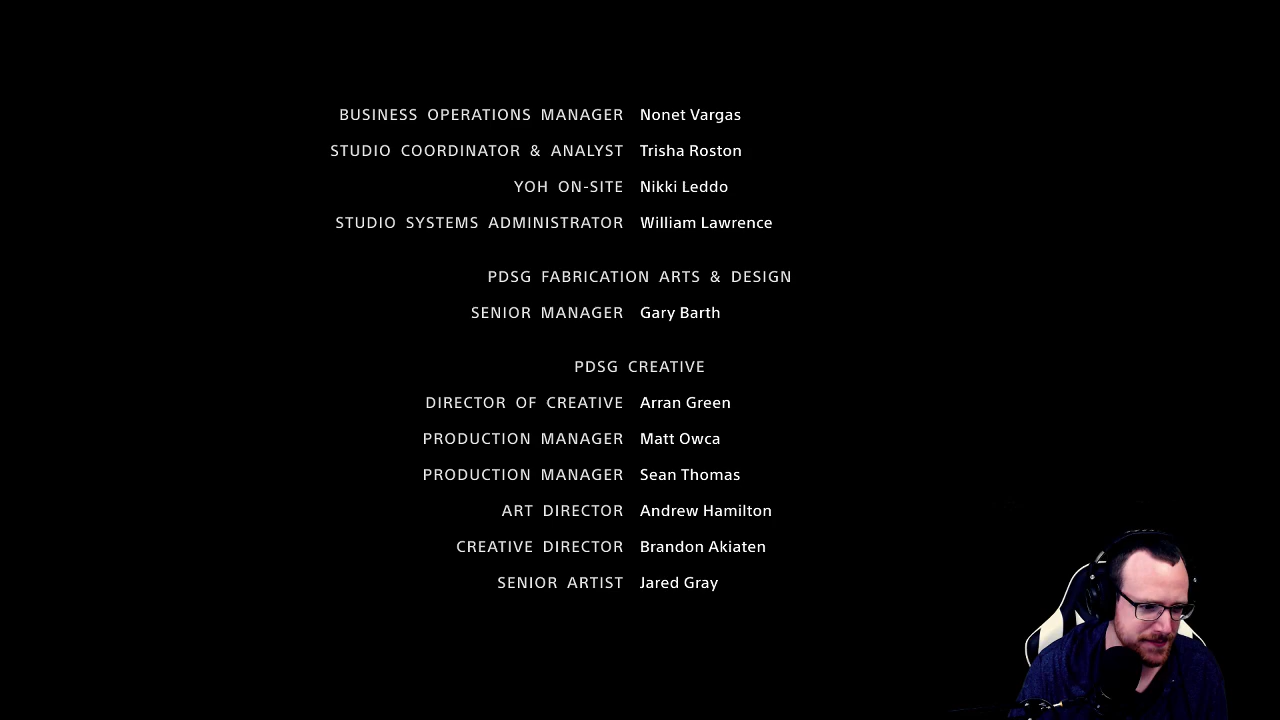 BUSINESS OPERATIONS MANAGER Nonet Vargas
STUDIO COORDINATOR & ANALYST Trisha Roston
YOH ON-SITE Nikki Leddo
STUDIO SYSTEMS ADMINISTRATOR William Lawrence
PDSG FABRICATION ARTS & DESIGN
SENIOR MANAGER Gary Barth
PDSG CREATIVE
DIRECTOR OF CREATIVE Arran Green
PRODUCTION MANAGER Matt Owca
PRODUCTION MANAGER Sean Thomas
ART DIRECTOR Andrew Hamilton
CREATIVE DIRECTOR Brandon Akiaten
SENIOR ARTIST Jared Gray